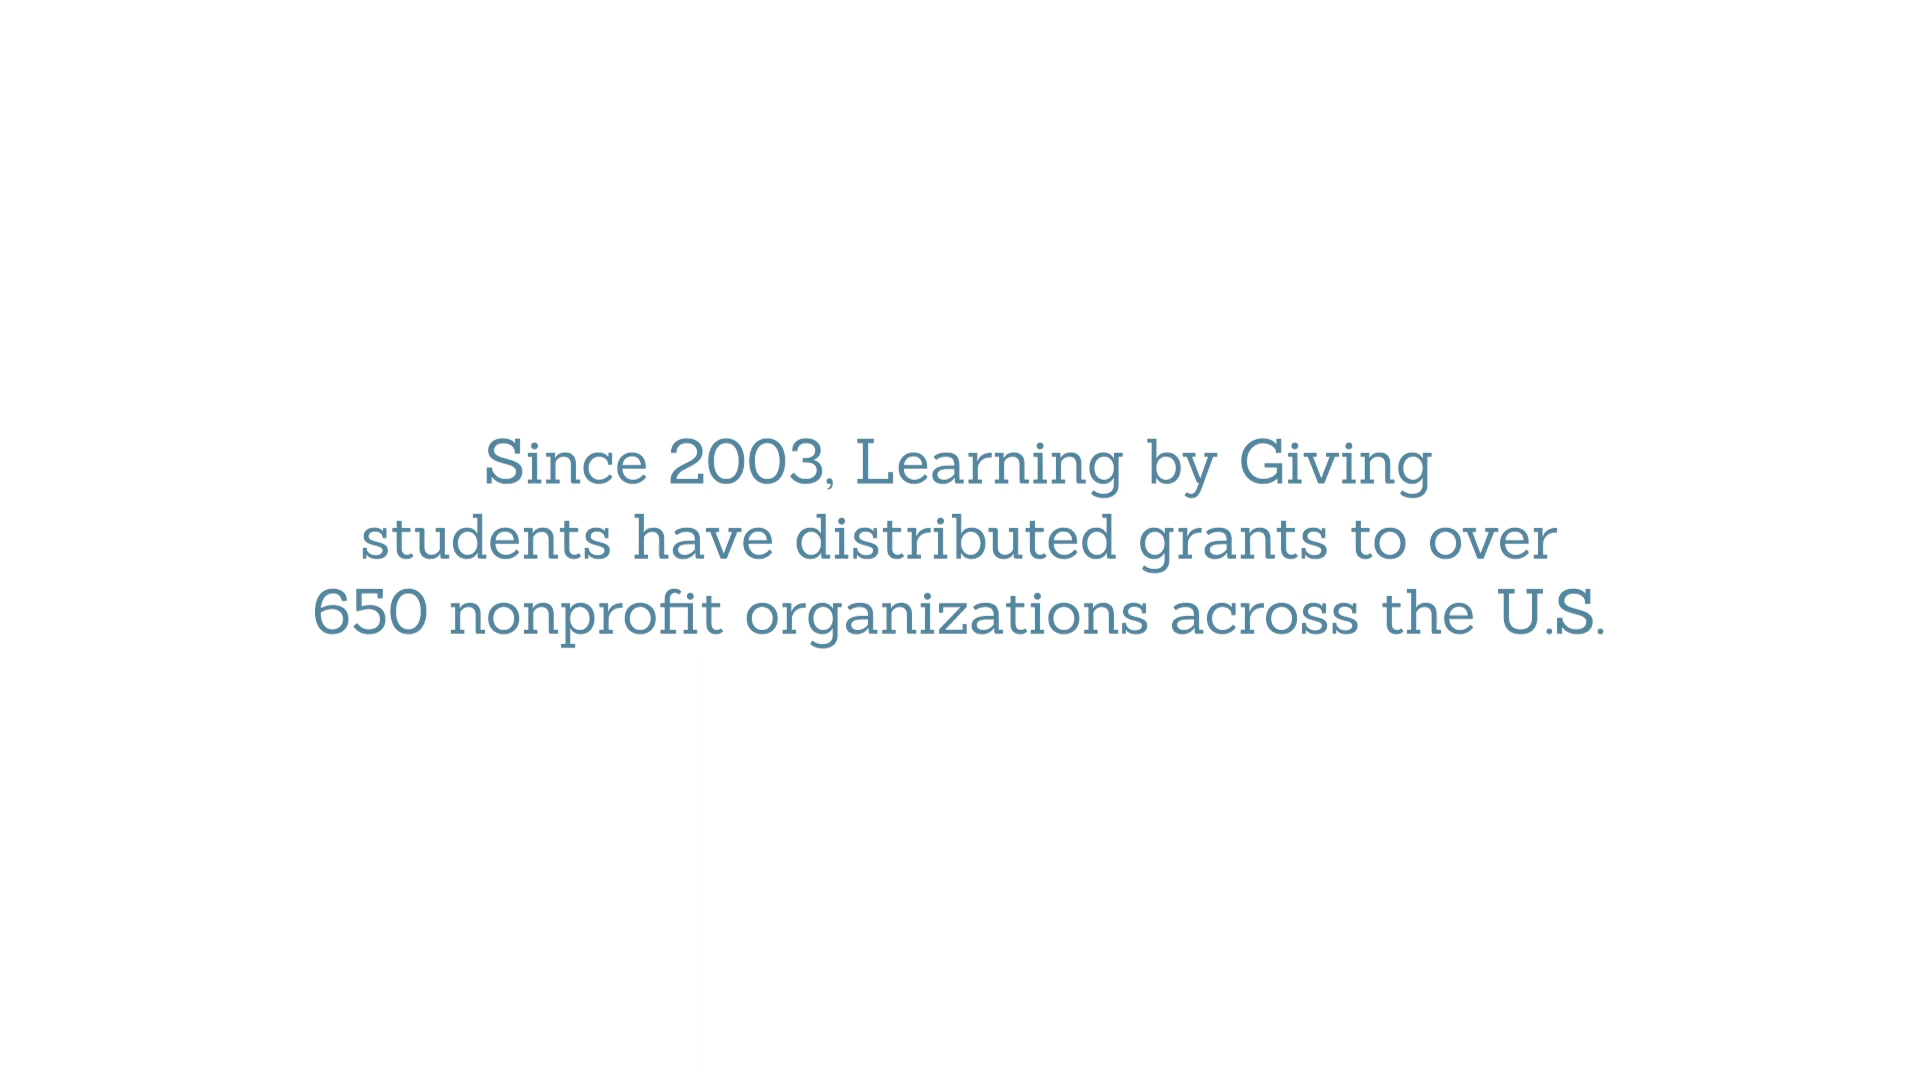 Since 2003, Learning by Giving
students have distributed grants to over
650 nonprofit organizations across the U.S.